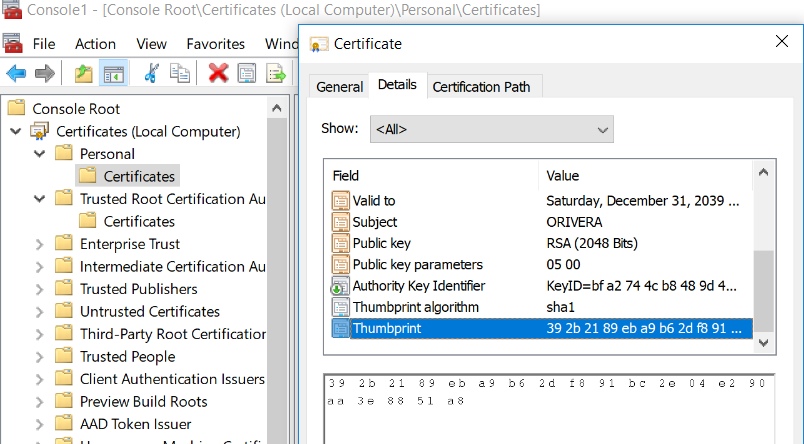 Console1 - [Console Root\Certificates (Local Computer)\Personal\Certificates]
File Action View Favorites Wind
Console Root
Certificates (Local Computer)
Personal
Certificates
Trusted Root Certification Au
Certificates
Enterprise Trust
Intermediate Certification Au
Trusted Publishers
Untrusted Certificates
Third-Party Root Certification
Trusted People
Client Authentication Issuers
Preview Build Roots
AAD Token Issuer
Certificate
General Details Certification Path
Show: <All>
Field Value
Valid to Saturday, December 31, 2039 ...
Subject ORIVERA
Public key RSA (2048 Bits)
Public key parameters 05 00
Authority Key Identifier KeyID=bf a2 74 4c b8 48 9d 4...
Thumbprint algorithm sha1
Thumbprint 39 2b 21 89 eb a9 b6 2d f8 91 ...
39 2b 21 89 eb a9 b6 2d f8 91 bc 2e 04 e2 90
aa 3e 88 51 a8